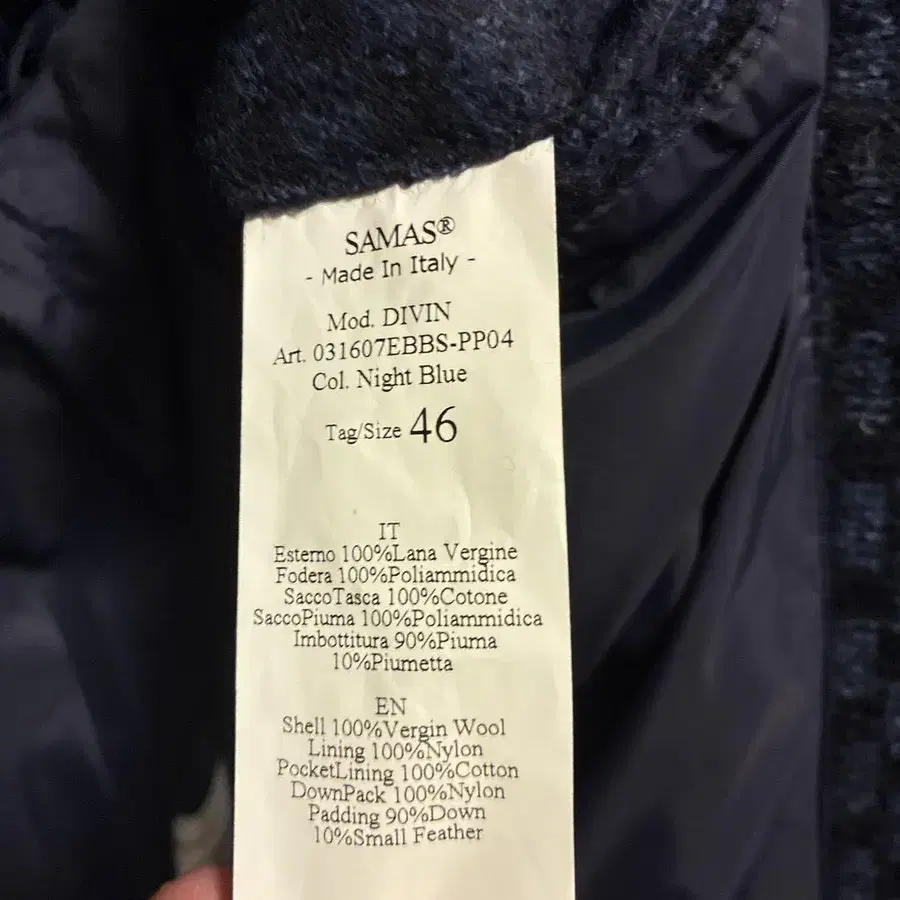 SAMAS®
- Made In Italy -
Mod. DIVIN
Art. 031607EBBS-PP04
Col. Night Blue
Tag/Size 46
IT
Esterno 100%Lana Vergine
Fodera 100%Poliammidica
SaccoTasca 100%Cotone
SaccoPiuma 100%Poliammidica
Imbottitura 90%Piuma
10%Piumetta
EN
Shell 100%Vergin Wool
Lining 100%Nylon
PocketLining 100%Cotton
DownPack 100%Nylon
Padding 90%Down
10%Small Feather